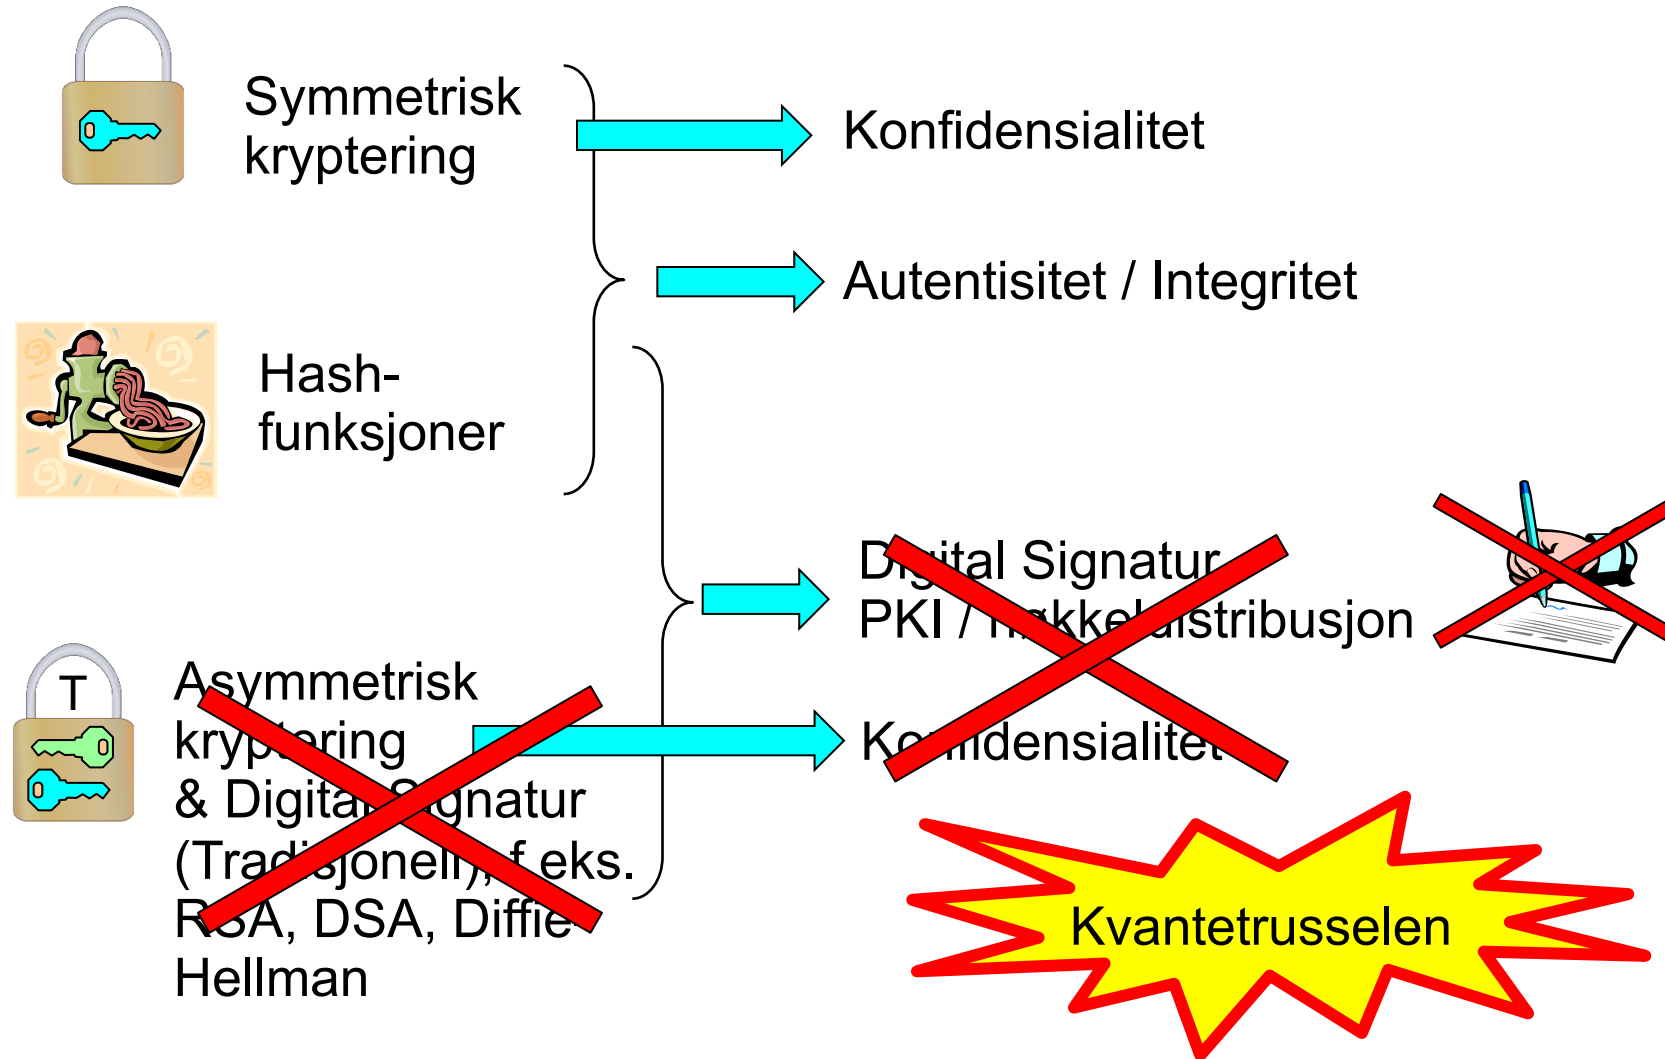 Symmetrisk
kryptering
Konfidensialitet
Autentisitet / Integritet
Hash-
funksjoner
Digital Signatur
PKI / nøkkeldistribusjon
T
Asymmetrisk
kryptering
& Digital Signatur
(Tradisjonell), f eks.
RSA, DSA, Diffie-
Hellman
Konfidensialitet
Kvantetrusselen